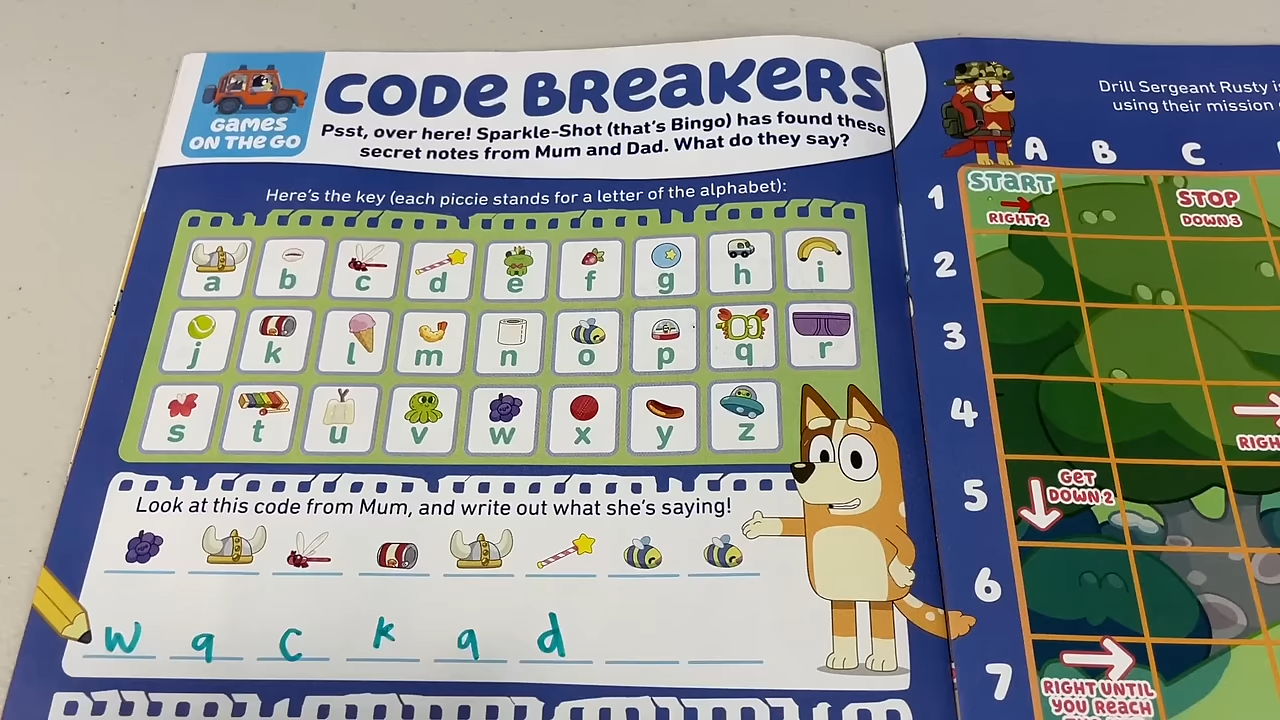 GAMES
ON THE GO
CODE BREAKERS
Psst, over here! Sparkle-Shot (that's Bingo) has found these
secret notes from Mum and Dad. What do they say?
Here's the key (each piccie stands for a letter of the alphabet):
a b c d e f g h i
j k l m n o p q r
s t u v w x y z
Look at this code from Mum, and write out what she's saying!
w a c k a d
Drill Sergeant Rusty
using their mission
A B C
1
START
RIGHT 2
STOP
DOWN 3
2
3
4
5
GET
DOWN 2
6
7
RIGHT UNTIL
YOU REACH